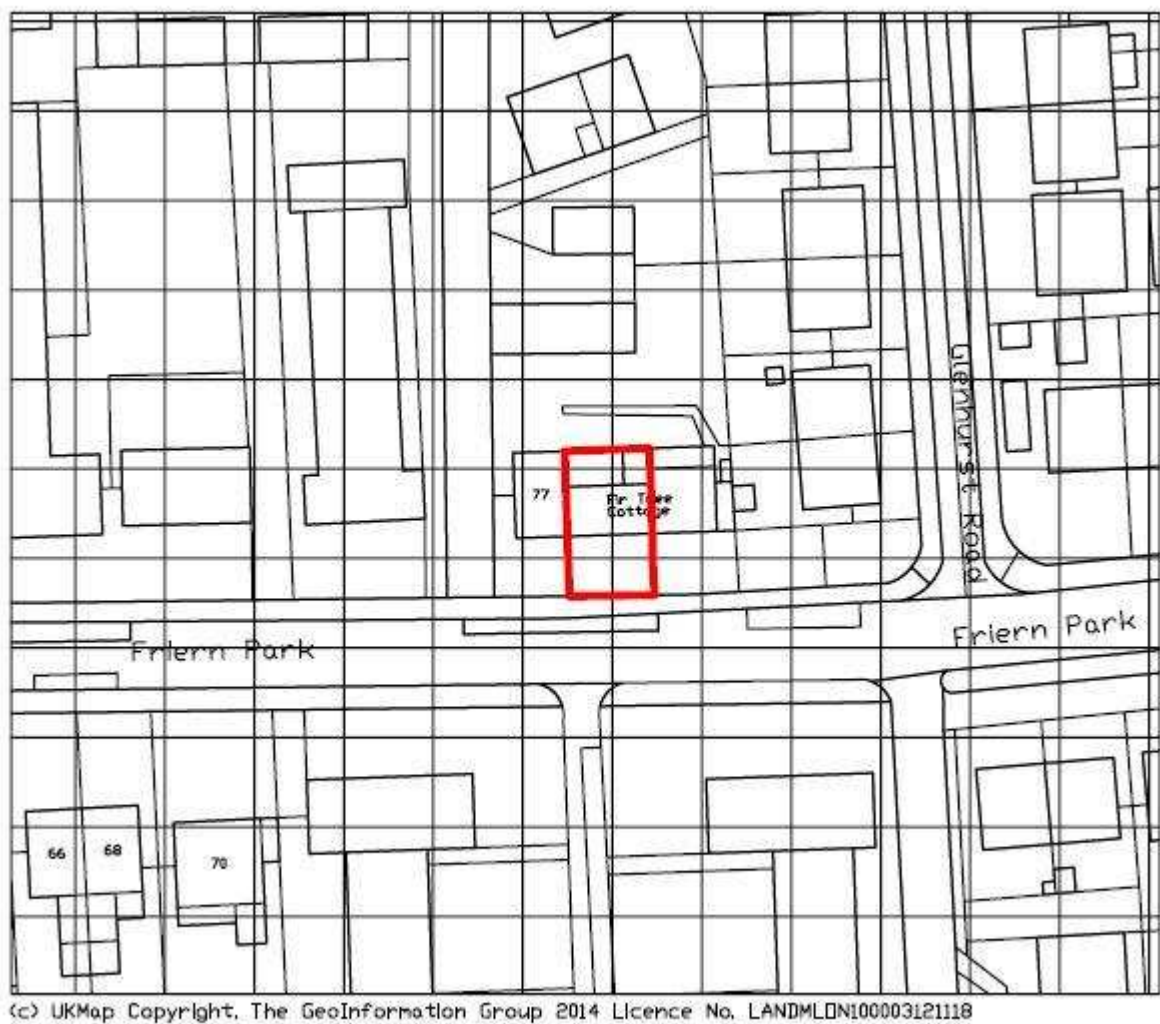 Glenhurst Road
77
Fir Tree
Cottage
Friern Park
Friern Park
66
68
70
(c) UKMap Copyright. The GeoInformation Group 2014 Licence No. LANDMLON100003121118